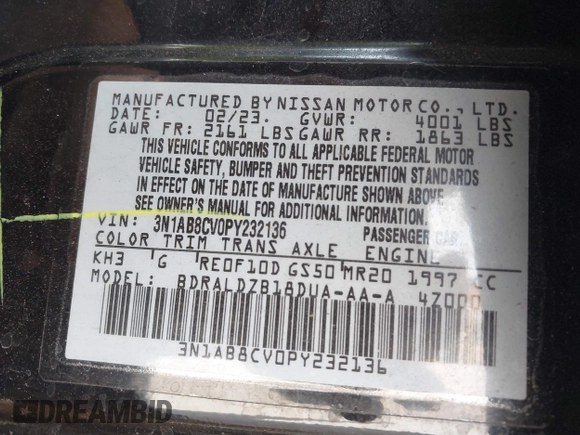 MANUFACTURED BY NISSAN MOTOR CO., LTD.
DATE: 02/23. GVWR: 4001 LBS
GAWR FR: 2161 LBS GAWR RR: 1863 LBS
THIS VEHICLE CONFORMS TO ALL APPLICABLE FEDERAL MOTOR
VEHICLE SAFETY, BUMPER AND THEFT PREVENTION STANDARDS
IN EFFECT ON THE DATE OF MANUFACTURE SHOWN ABOVE
SEE OWNER'S MANUAL FOR ADDITIONAL INFORMATION.
VIN: 3N1AB8CV0PY232136 PASSENGER CAR
COLOR TRIM TRANS AXLE ENGINE
KH3 G RE0F10D GS50 MR20 1997 CC
MODEL: BDRALDZB18DUA-AA-A 4Z000
3N1AB8CV0PY232136
DREAMBID